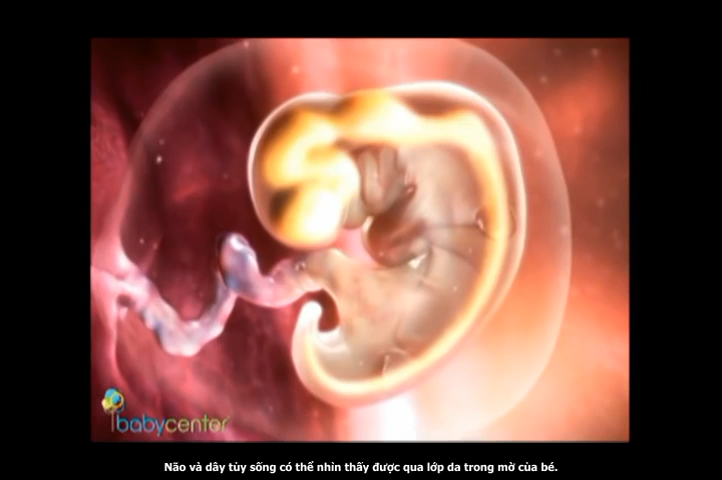 babycenter
Não và dây tủy sống có thể nhìn thấy được qua lớp da trong mờ của bé.